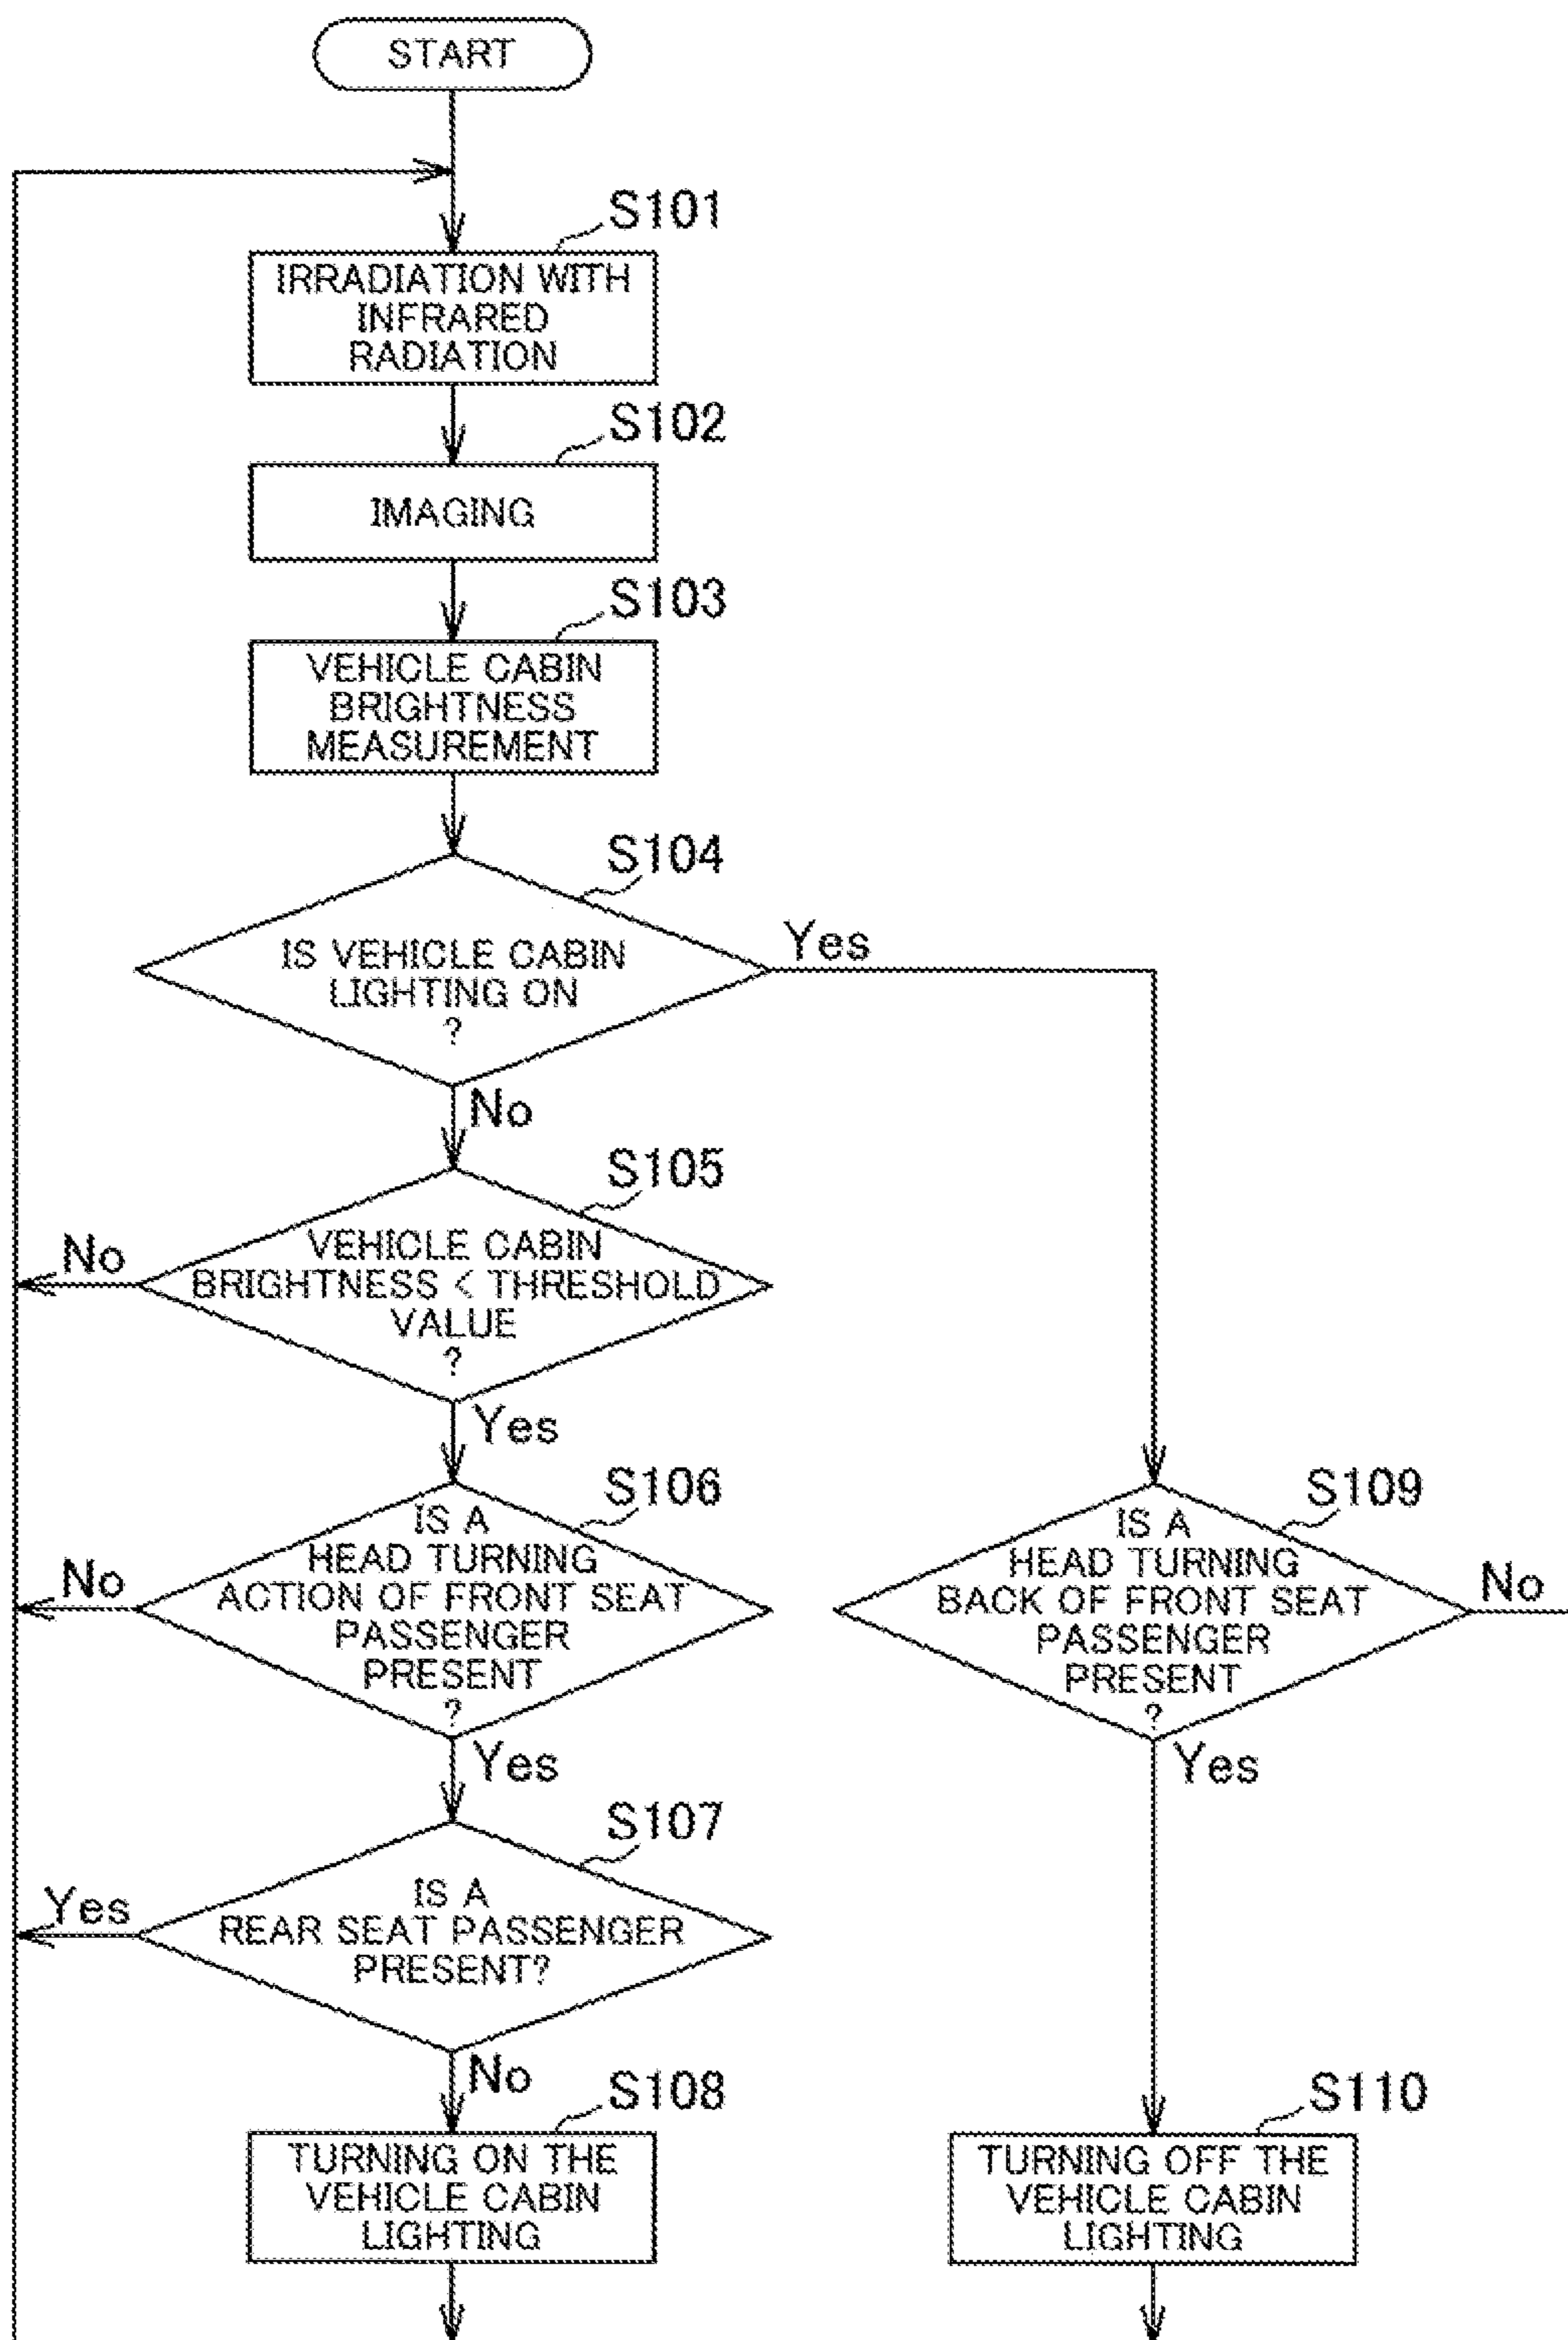 START
S101
IRRADIATION WITH
INFRARED
RADIATION
S102
IMAGING
S103
VEHICLE CABIN
BRIGHTNESS
MEASUREMENT
S104
IS VEHICLE CABIN
LIGHTING ON
?
Yes
No
S105
VEHICLE CABIN
BRIGHTNESS < THRESHOLD
VALUE
?
No
Yes
S106
IS A
HEAD TURNING
ACTION OF FRONT SEAT
PASSENGER
PRESENT
?
No
Yes
S107
IS A
REAR SEAT PASSENGER
PRESENT?
Yes
No
S108
TURNING ON THE
VEHICLE CABIN
LIGHTING
S109
IS A
HEAD TURNING
BACK OF FRONT SEAT
PASSENGER
PRESENT
?
No
Yes
S110
TURNING OFF THE
VEHICLE CABIN
LIGHTING